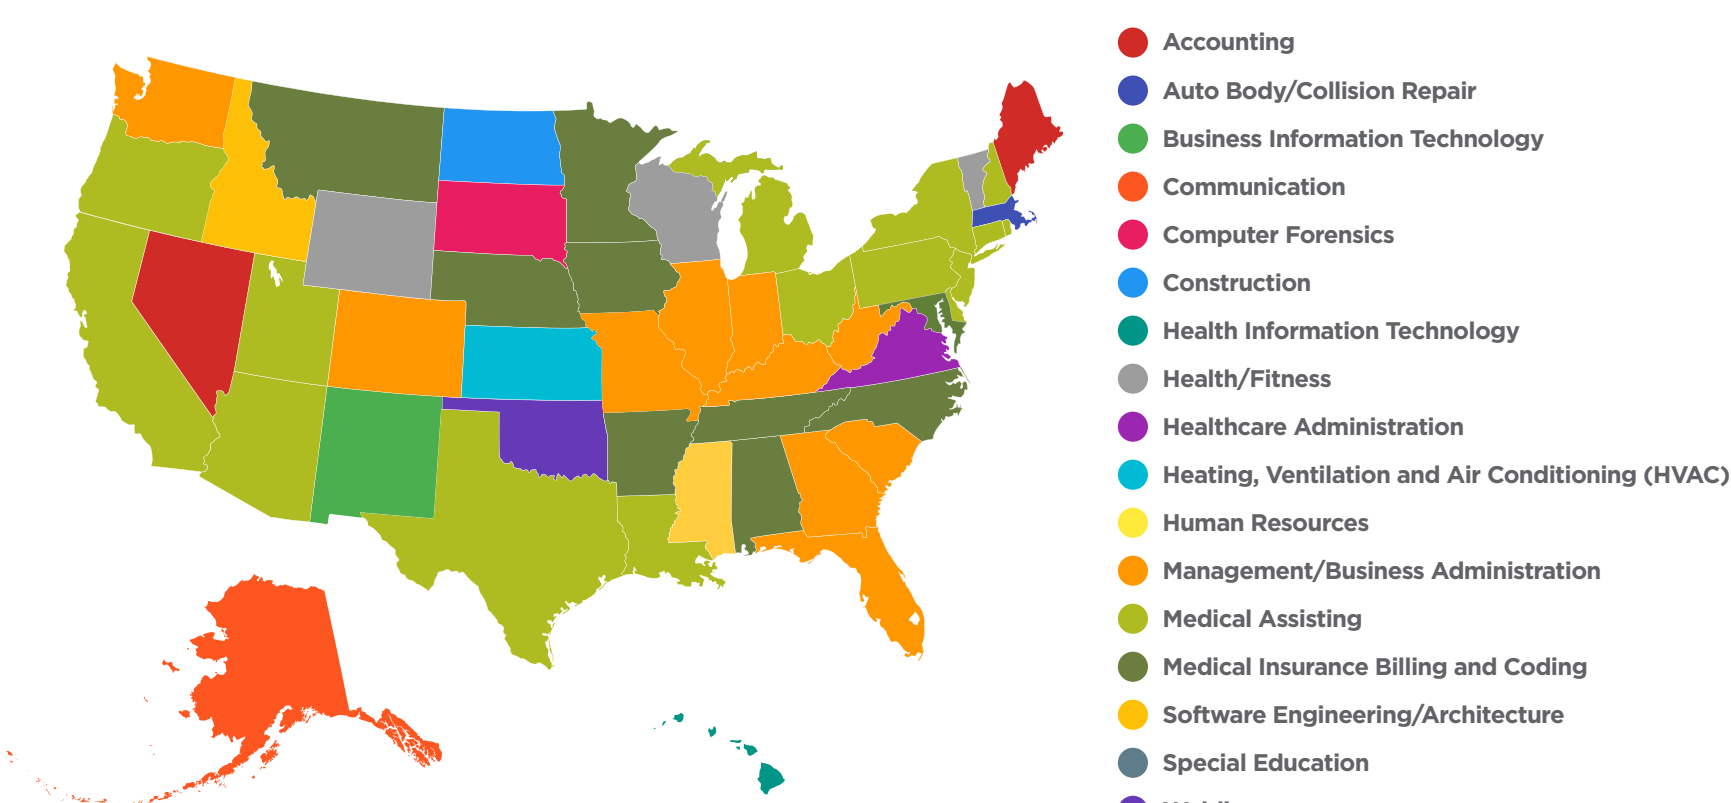 Accounting
Auto Body/Collision Repair
Business Information Technology
Communication
Computer Forensics
Construction
Health Information Technology
Health/Fitness
Healthcare Administration
Heating, Ventilation and Air Conditioning (HVAC)
Human Resources
Management/Business Administration
Medical Assisting
Medical Insurance Billing and Coding
Software Engineering/Architecture
Special Education